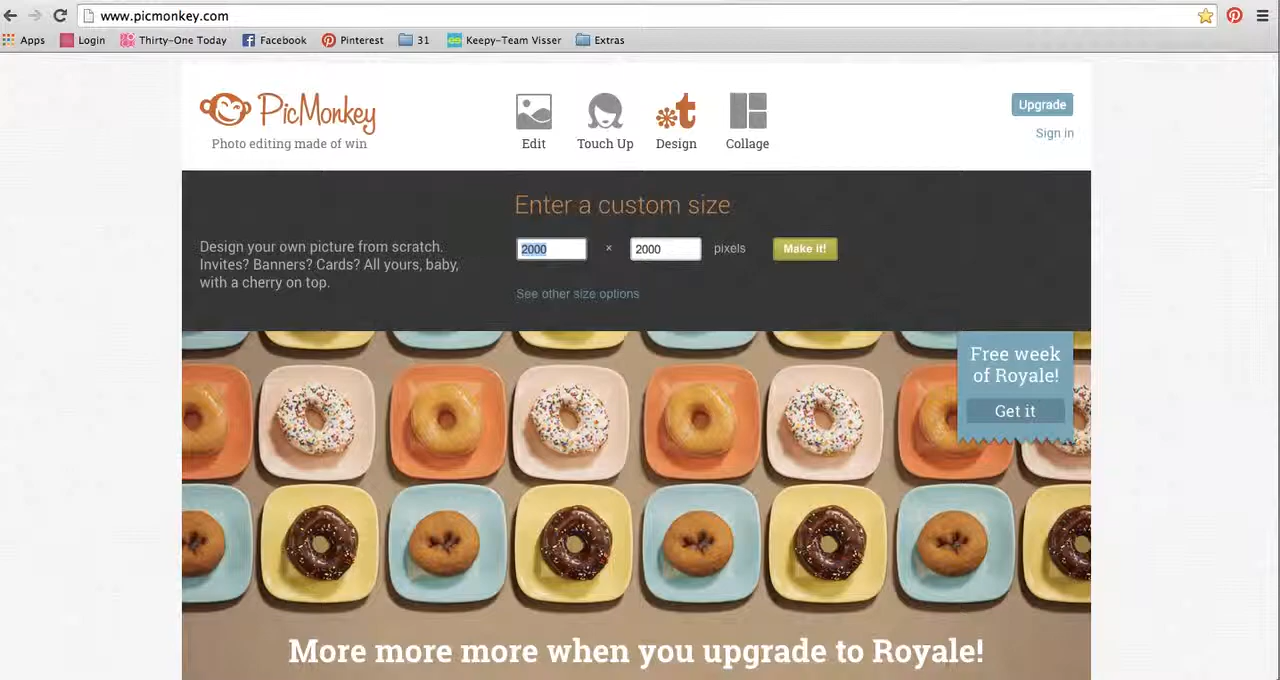 www.picmonkey.com
Apps Login Thirty-One Today Facebook Pinterest 31 Keepy-Team Visser Extras
PicMonkey
Photo editing made of win
Edit Touch Up Design Collage
Upgrade
Sign in
Enter a custom size
Design your own picture from scratch.
Invites? Banners? Cards? All yours, baby,
with a cherry on top.
2000 × 2000 pixels Make it!
See other size options
Free week
of Royale!
Get it
More more more when you upgrade to Royale!